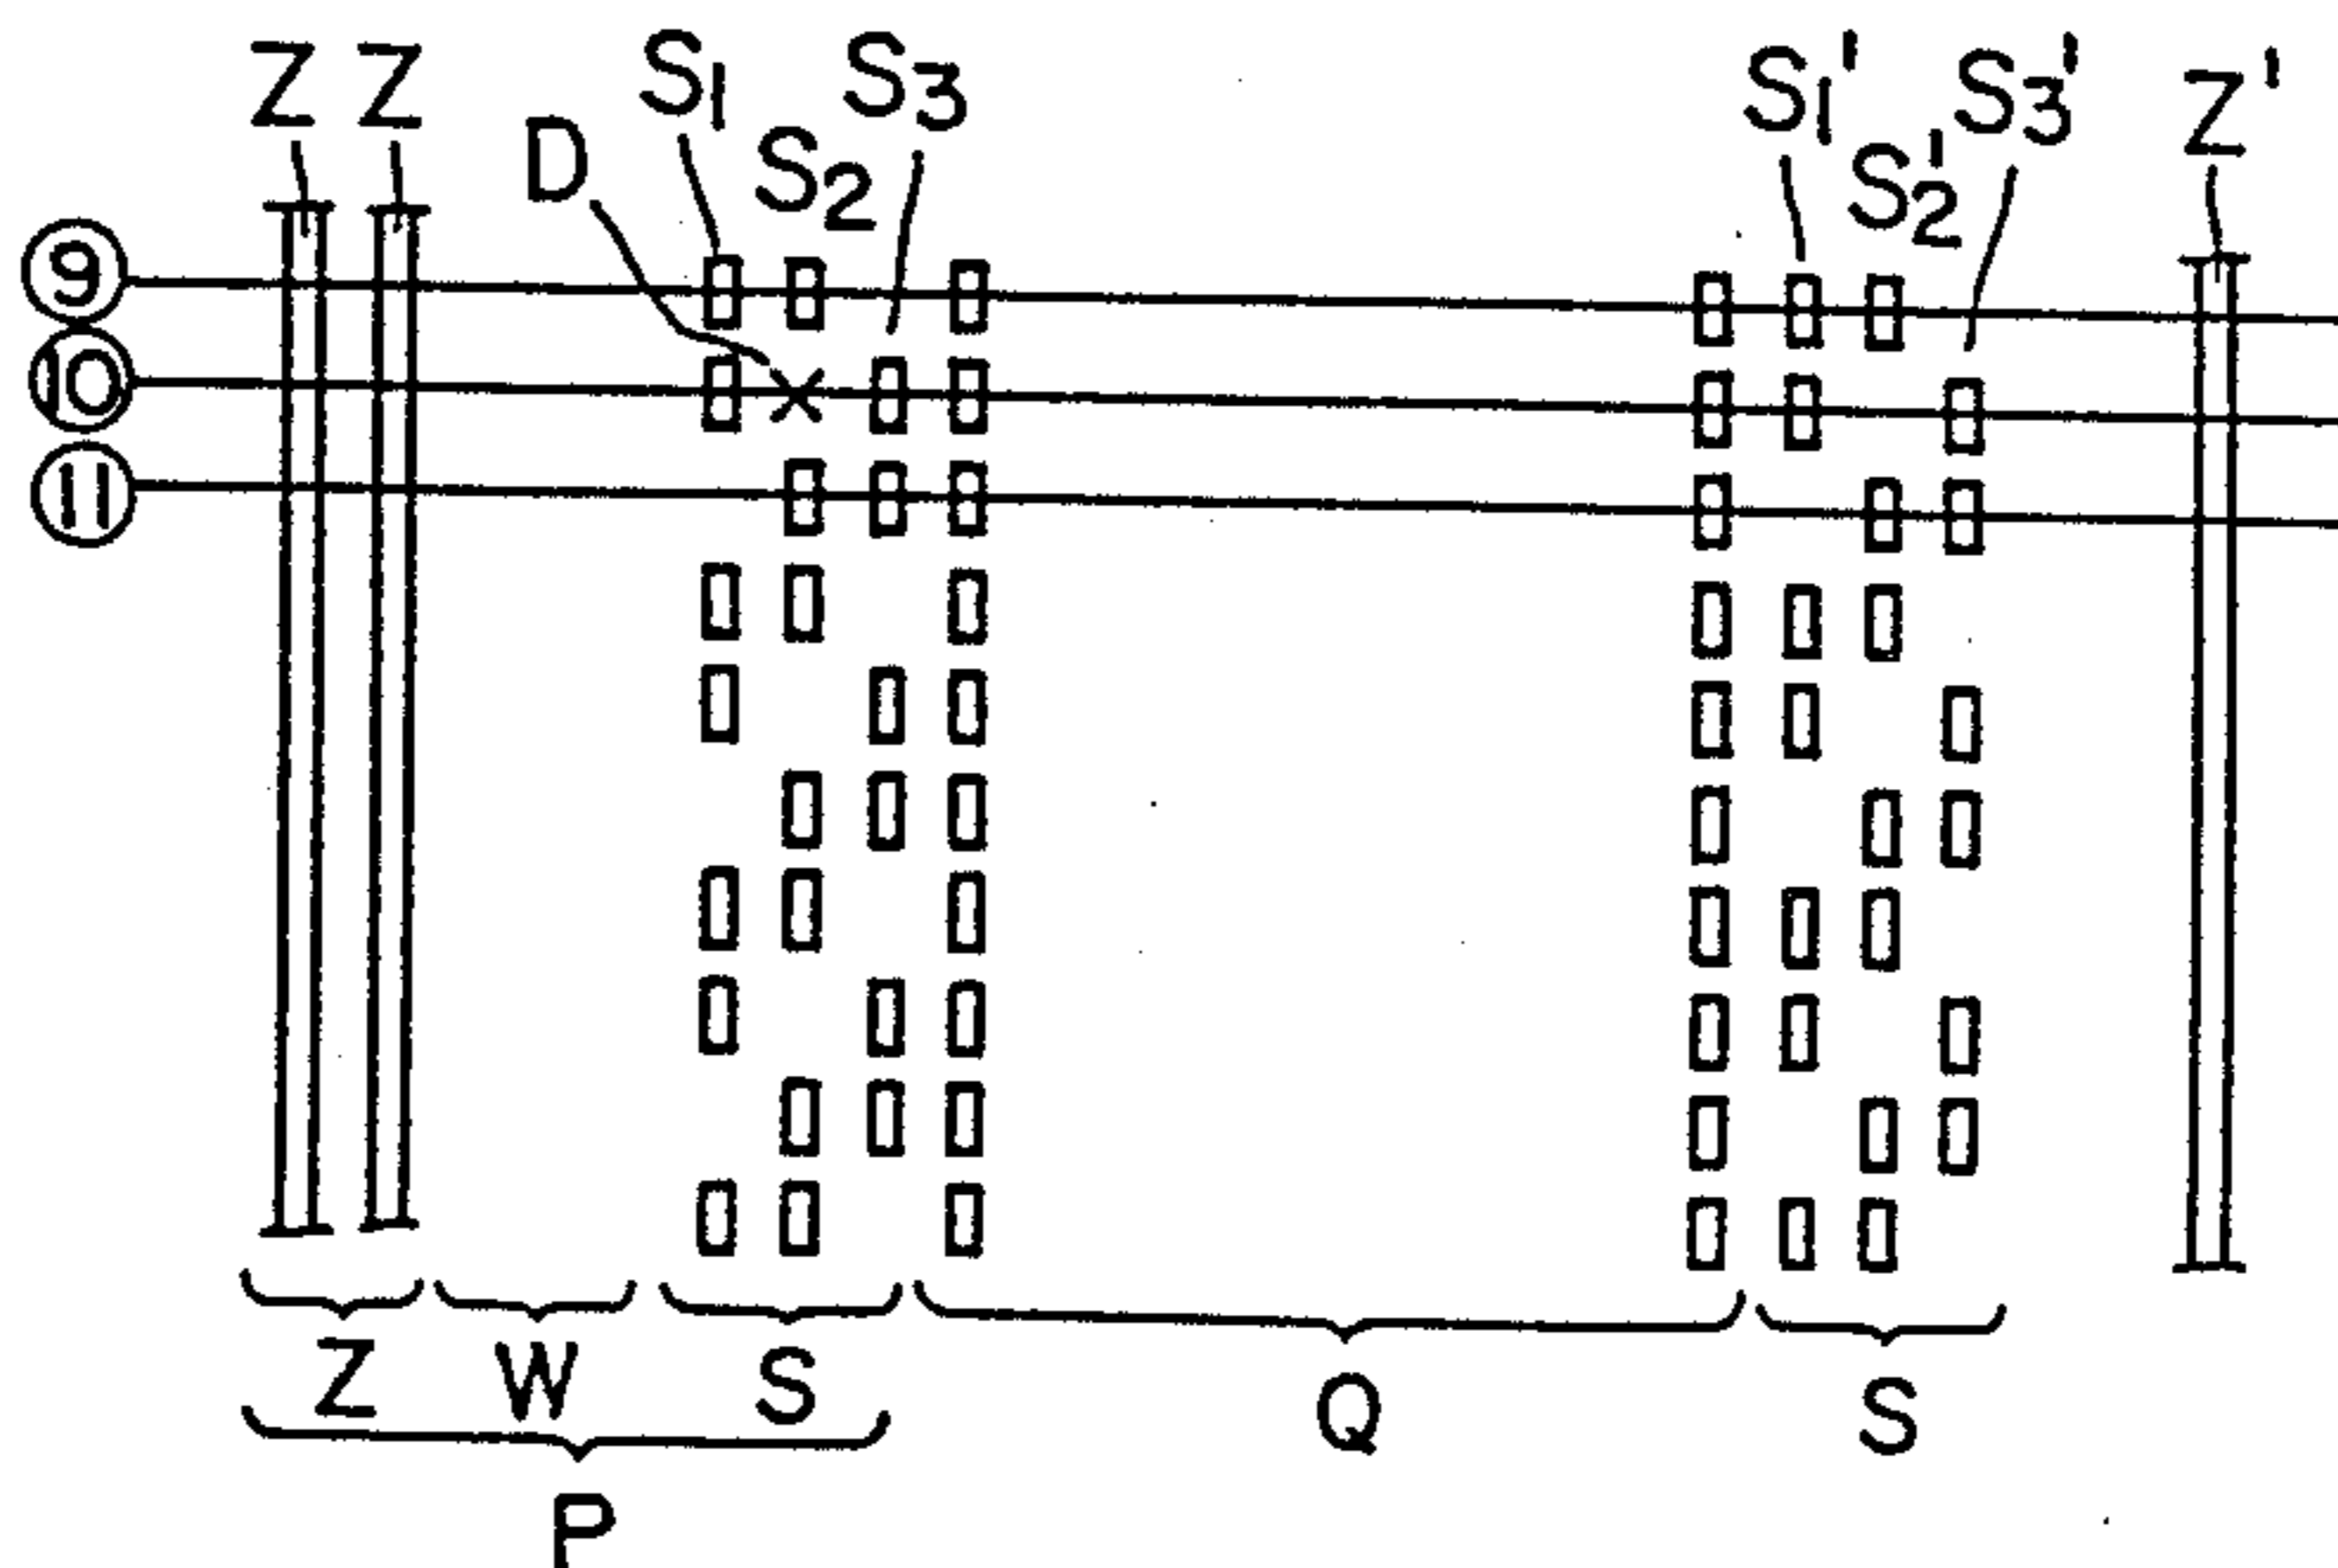 Z Z S1 S3 S1' S3' Z'
D S2 S2'
⑨
⑩
⑪
Z W S Q S
P